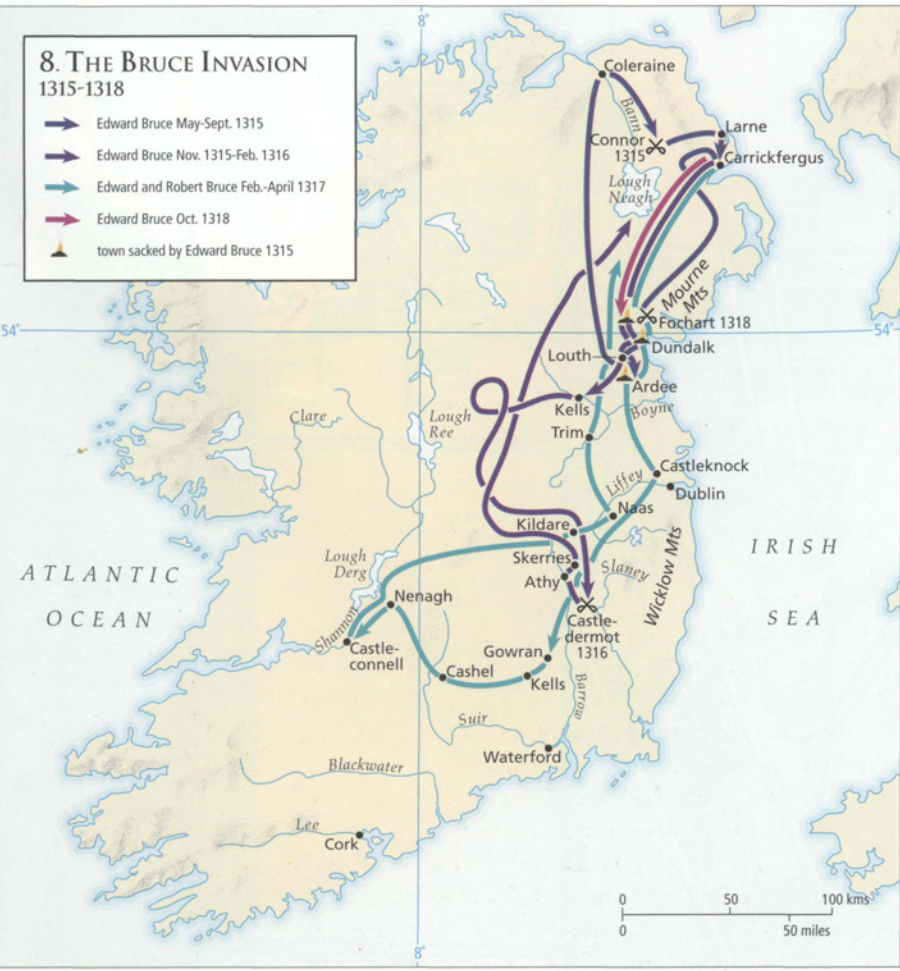 8. THE BRUCE INVASION
1315-1318
Edward Bruce May-Sept. 1315
Edward Bruce Nov. 1315-Feb. 1316
Edward and Robert Bruce Feb.-April 1317
Edward Bruce Oct. 1318
town sacked by Edward Bruce 1315
8°
Coleraine
Bann
Larne
Connor
1315
Carrickfergus
Lough
Neagh
Mourne
Mts
54°
54°
Fochart 1318
Dundalk
Louth
Ardee
Kells
Boyne
Clare
Lough
Ree
Trim
Castleknock
Liffey
Dublin
Naas
Kildare
IRISH
SEA
Skerries
Lough
Derg
Slaney
Athy
Wicklow Mts
ATLANTIC
OCEAN
Nenagh
Shannon
Castle-
dermot
1316
Castle-
connell
Gowran
Cashel
Kells
Barrow
Suir
Waterford
Blackwater
Lee
Cork
0
50
100 kms
0
50 miles
8°